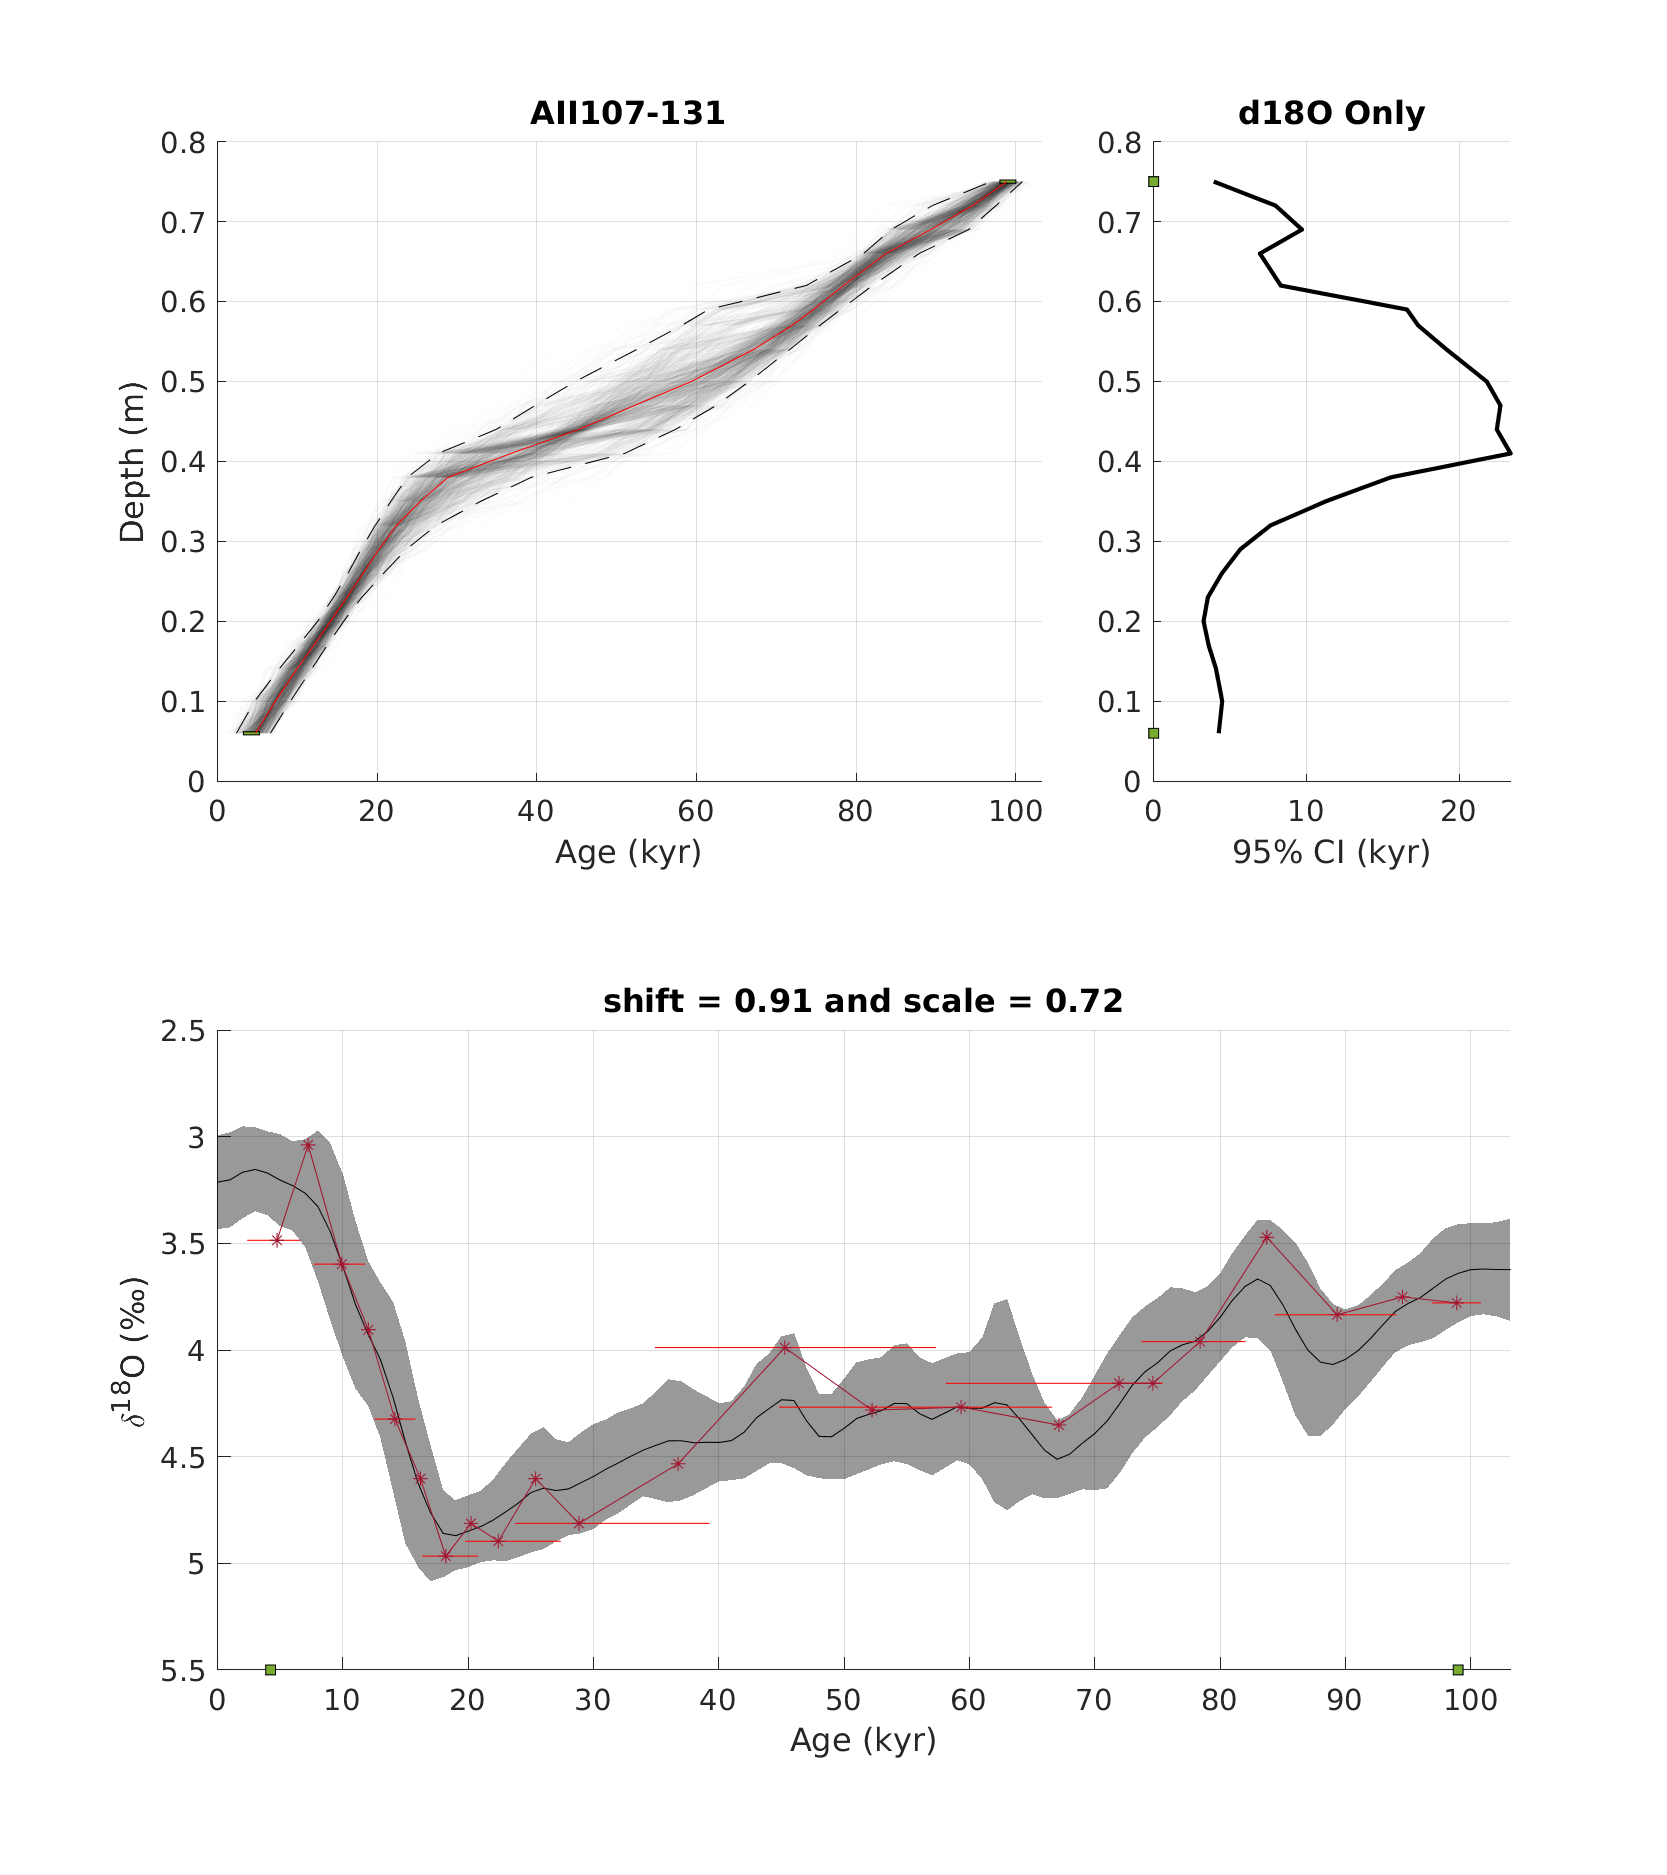 AII107-131
0.8
0.7
0.6
0.5
0.4
0.3
0.2
0.1
0
Depth (m)
0 20 40 60 80 100
Age (kyr)
d18O Only
0.8
0.7
0.6
0.5
0.4
0.3
0.2
0.1
0
0 10 20
95% CI (kyr)
shift = 0.91 and scale = 0.72
2.5
3
3.5
4
4.5
5
5.5
δ18O (‰)
0 10 20 30 40 50 60 70 80 90 100
Age (kyr)